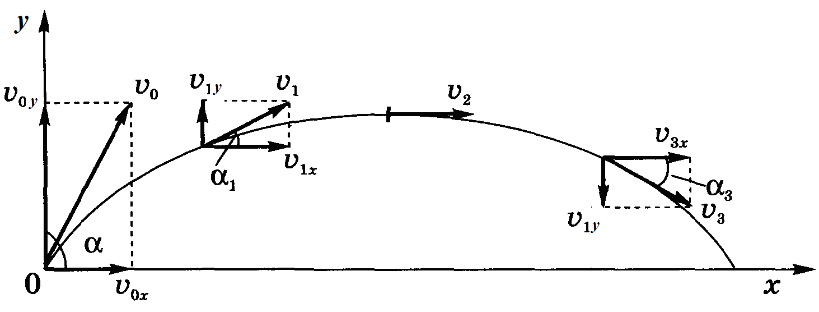 y
v₀y
v₀
v₁y
v₁
v₂
α₁
v₁ₓ
v₃ₓ
α₃
v₁y
v₃
α
0
v₀ₓ
x